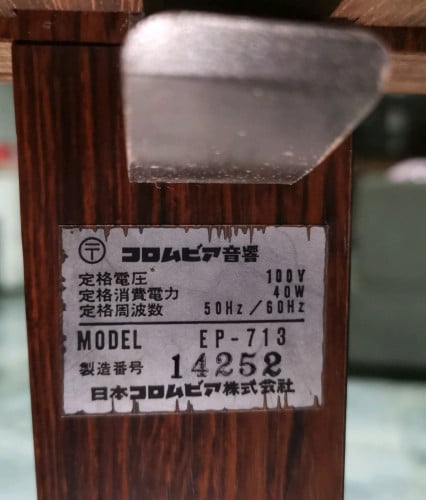 〒 コロムビア音響
定格電圧 100V
定格消費電力 40W
定格周波数 50Hz/60Hz
MODEL EP-713
製造番号 14252
日本コロムビア株式会社